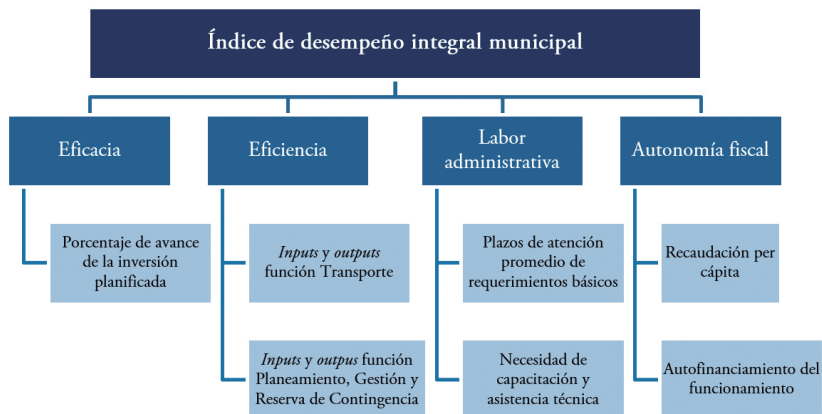 Índice de desempeño integral municipal
Eficacia
Eficiencia
Labor
administrativa
Autonomía fiscal
Porcentaje de avance
de la inversión
planificada
Inputs y outputs
función Transporte
Plazos de atención
promedio de
requerimientos básicos
Recaudación per
cápita
Inputs y outpus función
Planeamiento, Gestión y
Reserva de Contingencia
Necesidad de
capacitación y
asistencia técnica
Autofinanciamiento del
funcionamiento